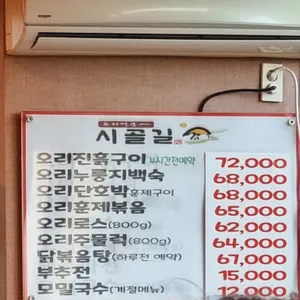 시골길
오리진흙구이 4시간전예약 72,000
오리누룽지백숙 68,000
오리단호박훈제구이 68,000
오리훈제볶음 65,000
오리로스(800g) 62,000
오리주물럭(800g) 64,000
닭볶음탕(하루전 예약) 67,000
부추전 15,000
모밀국수(계절메뉴) 12,000